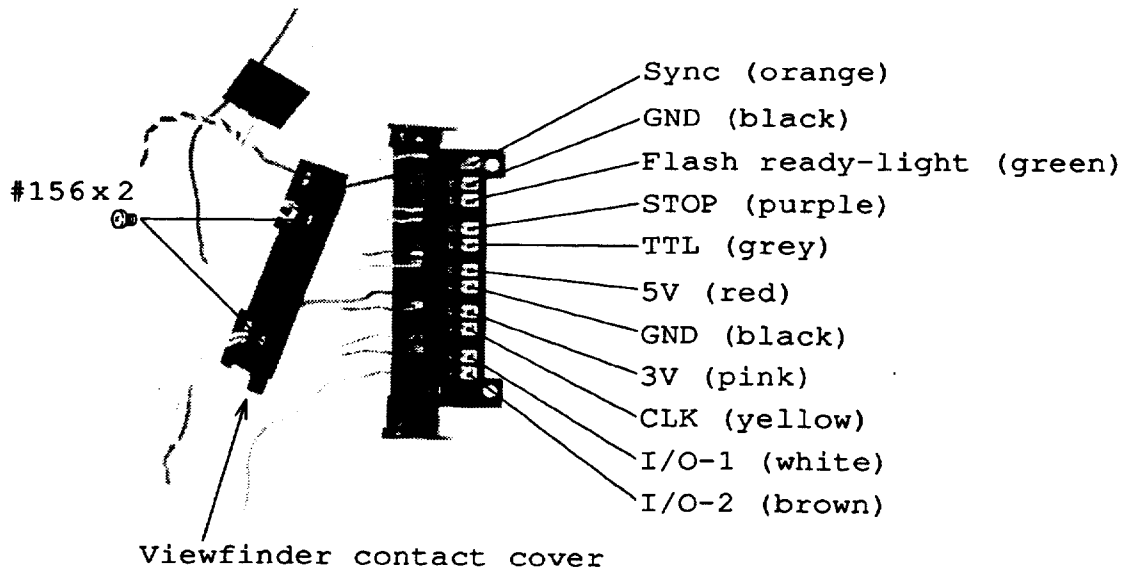 Sync (orange)
GND (black)
Flash ready-light (green)
#156x2
STOP (purple)
TTL (grey)
5V (red)
GND (black)
3V (pink)
CLK (yellow)
I/O-1 (white)
I/O-2 (brown)
Viewfinder contact cover